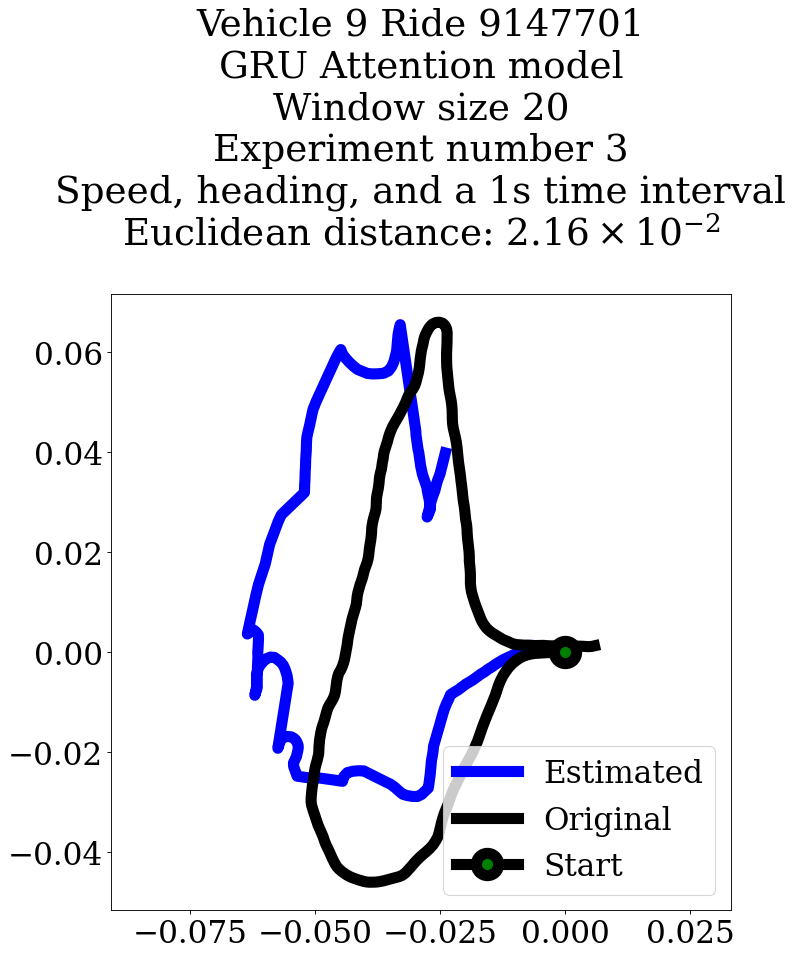 Vehicle 9 Ride 9147701
GRU Attention model
Window size 20
Experiment number 3
Speed, heading, and a 1s time interval
Euclidean distance: 2.16 × 10⁻²
0.06
0.04
0.02
0.00
−0.02
−0.04
Estimated
Original
Start
−0.075 −0.050 −0.025 0.000 0.025